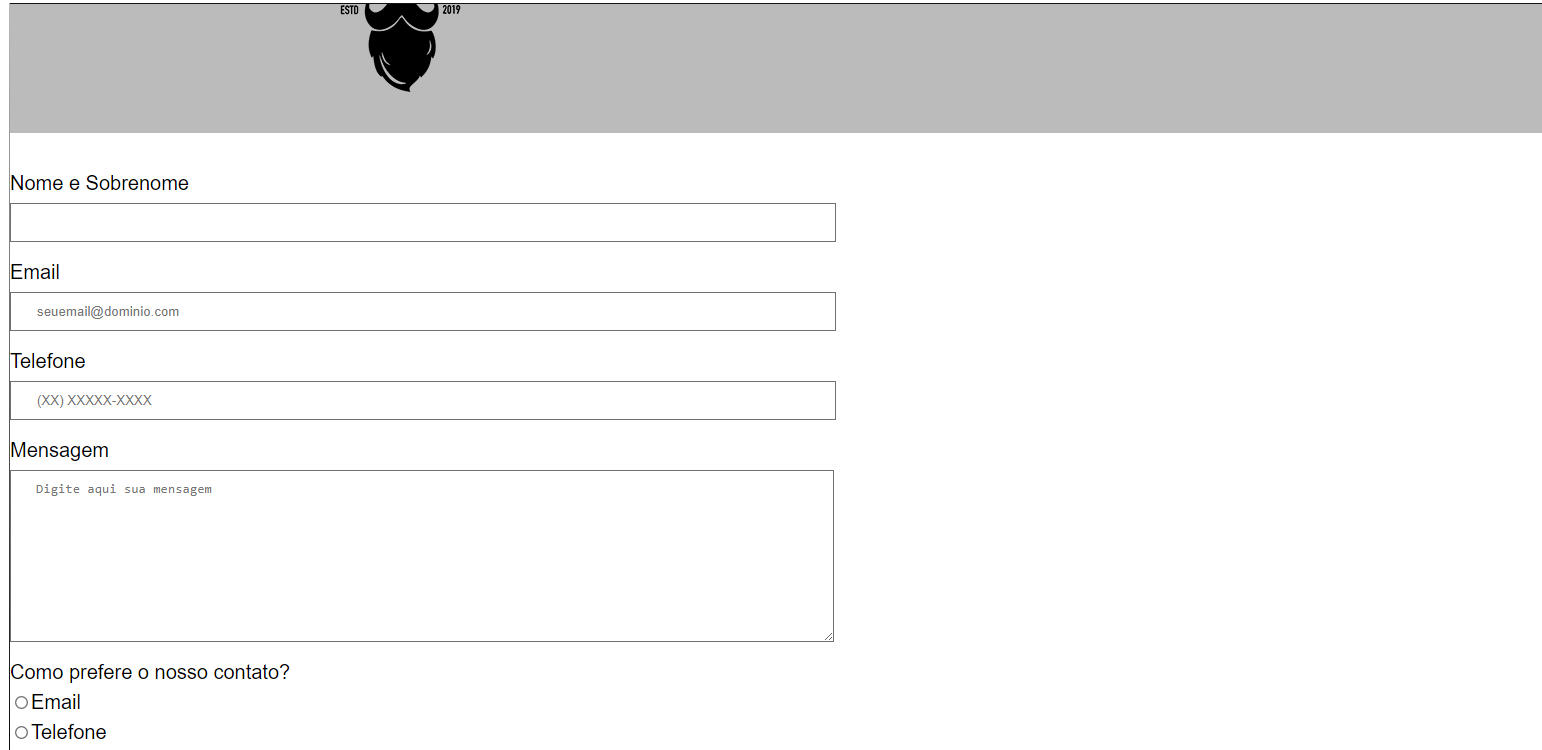 ESTD 2019
Nome e Sobrenome
Email
seuemail@dominio.com
Telefone
(XX) XXXXX-XXXX
Mensagem
Digite aqui sua mensagem
Como prefere o nosso contato?
Email
Telefone